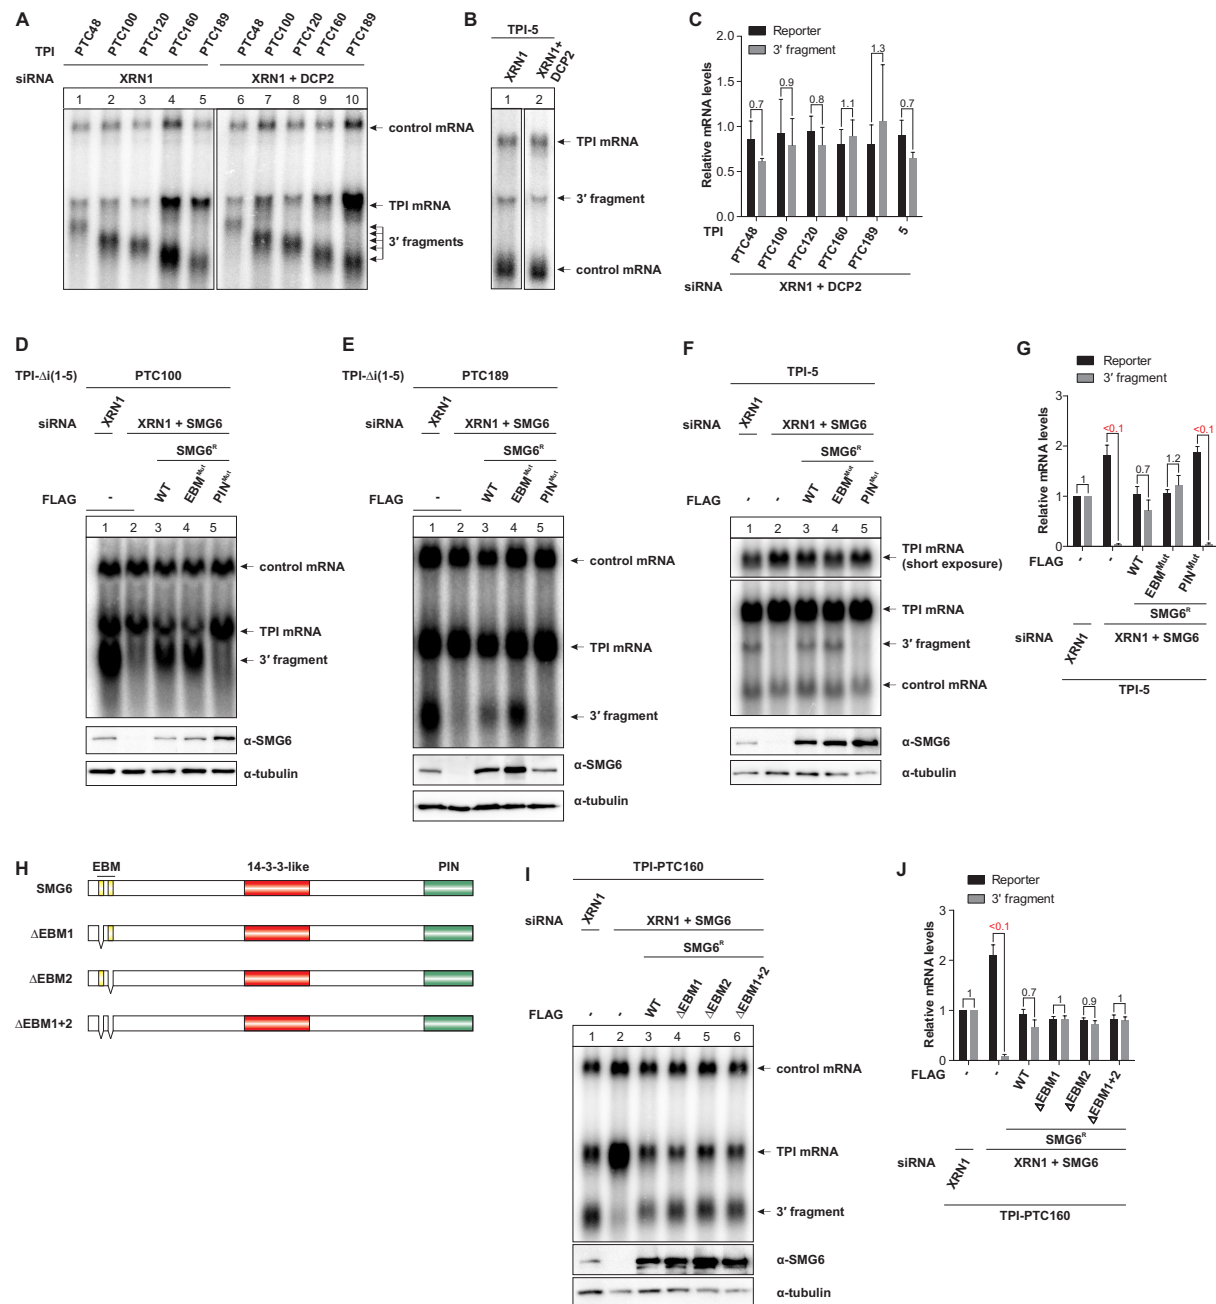 A
TPI
PTC48 PTC100 PTC120 PTC160 PTC189 PTC48 PTC100 PTC120 PTC160 PTC189
siRNA XRN1 XRN1 + DCP2
1 2 3 4 5 6 7 8 9 10
control mRNA
TPI mRNA
3′ fragments
B
TPI-5
XRN1 XRN1+ DCP2
1 2
TPI mRNA
3′ fragment
control mRNA
C
Reporter
3′ fragment
Relative mRNA levels
2.0
1.5
1.0
0.5
0.0
0.7 0.9 0.8 1.1 1.3 0.7
TPI PTC48 PTC100 PTC120 PTC160 PTC189 5
siRNA XRN1 + DCP2
D
TPI-Δi(1-5) PTC100
siRNA XRN1 XRN1 + SMG6
SMG6R
FLAG - WT EBMMut PINMut
1 2 3 4 5
control mRNA
TPI mRNA
3′ fragment
α-SMG6
α-tubulin
E
TPI-Δi(1-5) PTC189
siRNA XRN1 XRN1 + SMG6
SMG6R
FLAG - WT EBMMut PINMut
1 2 3 4 5
control mRNA
TPI mRNA
3′ fragment
α-SMG6
α-tubulin
F
TPI-5
siRNA XRN1 XRN1 + SMG6
SMG6R
FLAG - - WT EBMMut PINMut
1 2 3 4 5
TPI mRNA
(short exposure)
TPI mRNA
3′ fragment
control mRNA
α-SMG6
α-tubulin
G
Reporter
3′ fragment
Relative mRNA levels
3
2
1
0
1 <0.1 0.7 1.2 <0.1
FLAG - - WT EBMMut PINMut
SMG6R
siRNA XRN1 XRN1 + SMG6
TPI-5
H
EBM 14-3-3-like PIN
SMG6
ΔEBM1
ΔEBM2
ΔEBM1+2
I
TPI-PTC160
siRNA XRN1 XRN1 + SMG6
SMG6R
FLAG - - WT ΔEBM1 ΔEBM2 ΔEBM1+2
1 2 3 4 5 6
control mRNA
TPI mRNA
3′ fragment
α-SMG6
α-tubulin
J
Reporter
3′ fragment
Relative mRNA levels
3
2
1
0
1 <0.1 0.7 1 0.9 1
FLAG - - WT ΔEBM1 ΔEBM2 ΔEBM1+2
SMG6R
siRNA XRN1 XRN1 + SMG6
TPI-PTC160